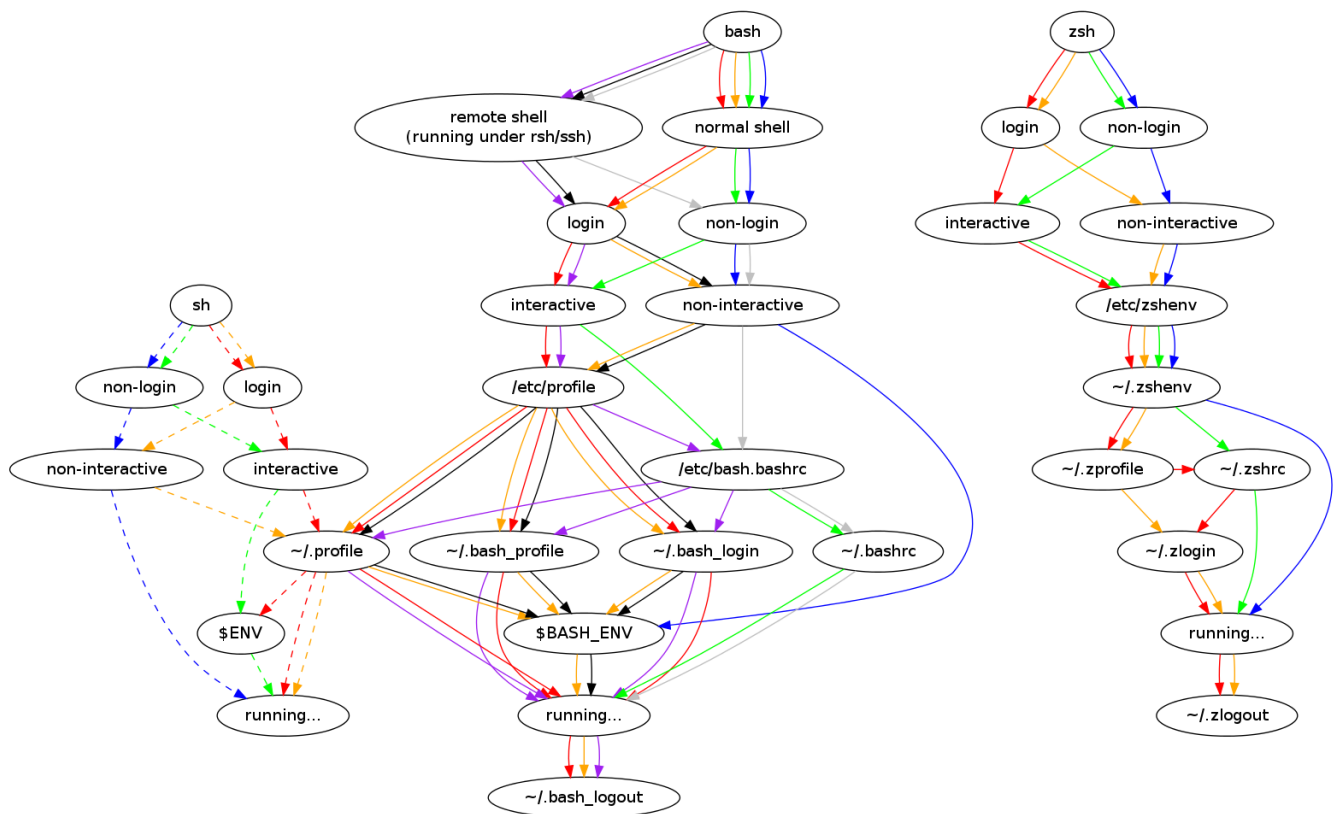 bash
zsh
remote shell
(running under rsh/ssh)
normal shell
login
non-login
login
non-login
interactive
non-interactive
sh
interactive
non-interactive
/etc/zshenv
non-login
login
/etc/profile
~/.zshenv
non-interactive
interactive
/etc/bash.bashrc
~/.zprofile
~/.zshrc
~/.profile
~/.bash_profile
~/.bash_login
~/.bashrc
~/.zlogin
$ENV
$BASH_ENV
running...
running...
running...
~/.zlogout
~/.bash_logout